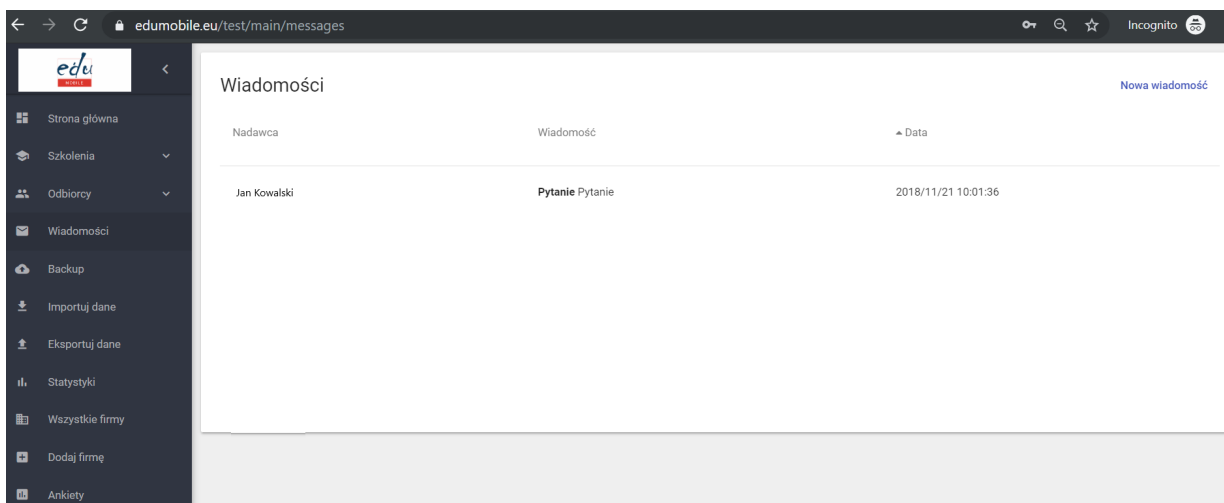 edumobile.eu/test/main/messages
Incognito
edu
MOBILE
Wiadomości
Nowa wiadomość
Strona główna
Szkolenia
Odbiorcy
Wiadomości
Backup
Importuj dane
Eksportuj dane
Statystyki
Wszystkie firmy
Dodaj firmę
Ankiety
Nadawca Wiadomość Data
Jan Kowalski Pytanie Pytanie 2018/11/21 10:01:36